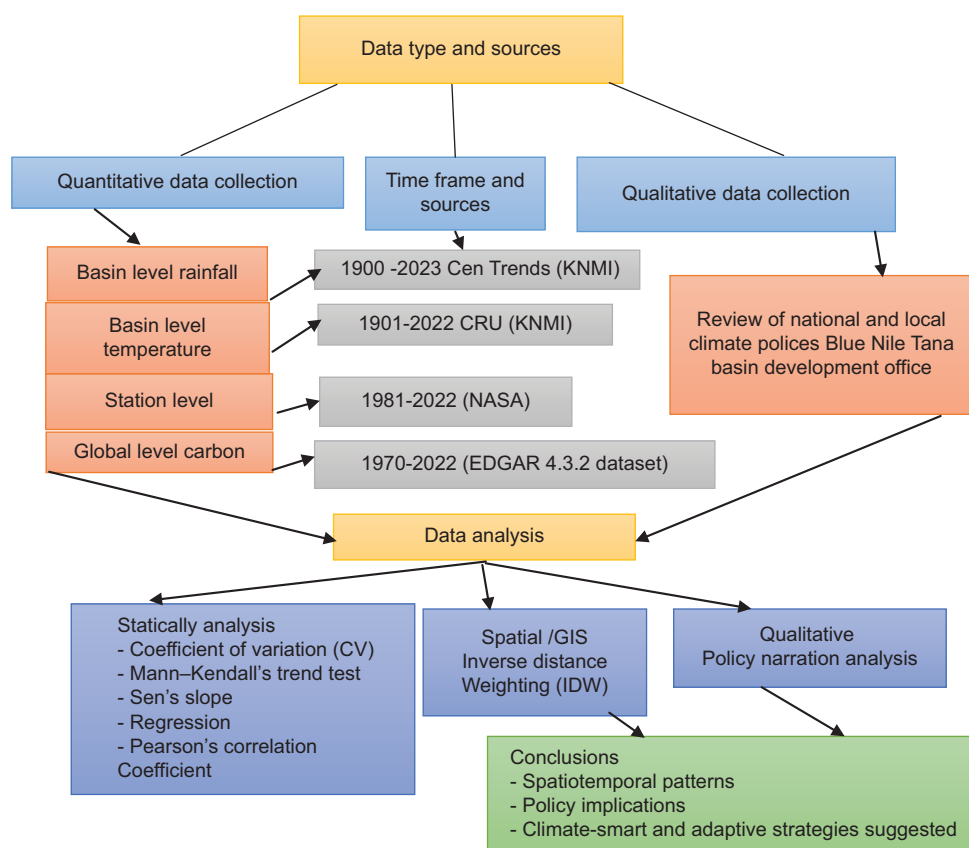 Data type and sources
Quantitative data collection
Time frame and
sources
Qualitative data collection
Basin level rainfall
1900 -2023 Cen Trends (KNMI)
Basin level
temperature
1901-2022 CRU (KNMI)
Review of national and local
climate polices Blue Nile Tana
basin development office
Station level
1981-2022 (NASA)
Global level carbon
1970-2022 (EDGAR 4.3.2 dataset)
Data analysis
Statically analysis
- Coefficient of variation (CV)
- Mann–Kendall’s trend test
- Sen’s slope
- Regression
- Pearson’s correlation
Coefficient
Spatial /GIS
Inverse distance
Weighting (IDW)
Qualitative
Policy narration analysis
Conclusions
- Spatiotemporal patterns
- Policy implications
- Climate-smart and adaptive strategies suggested